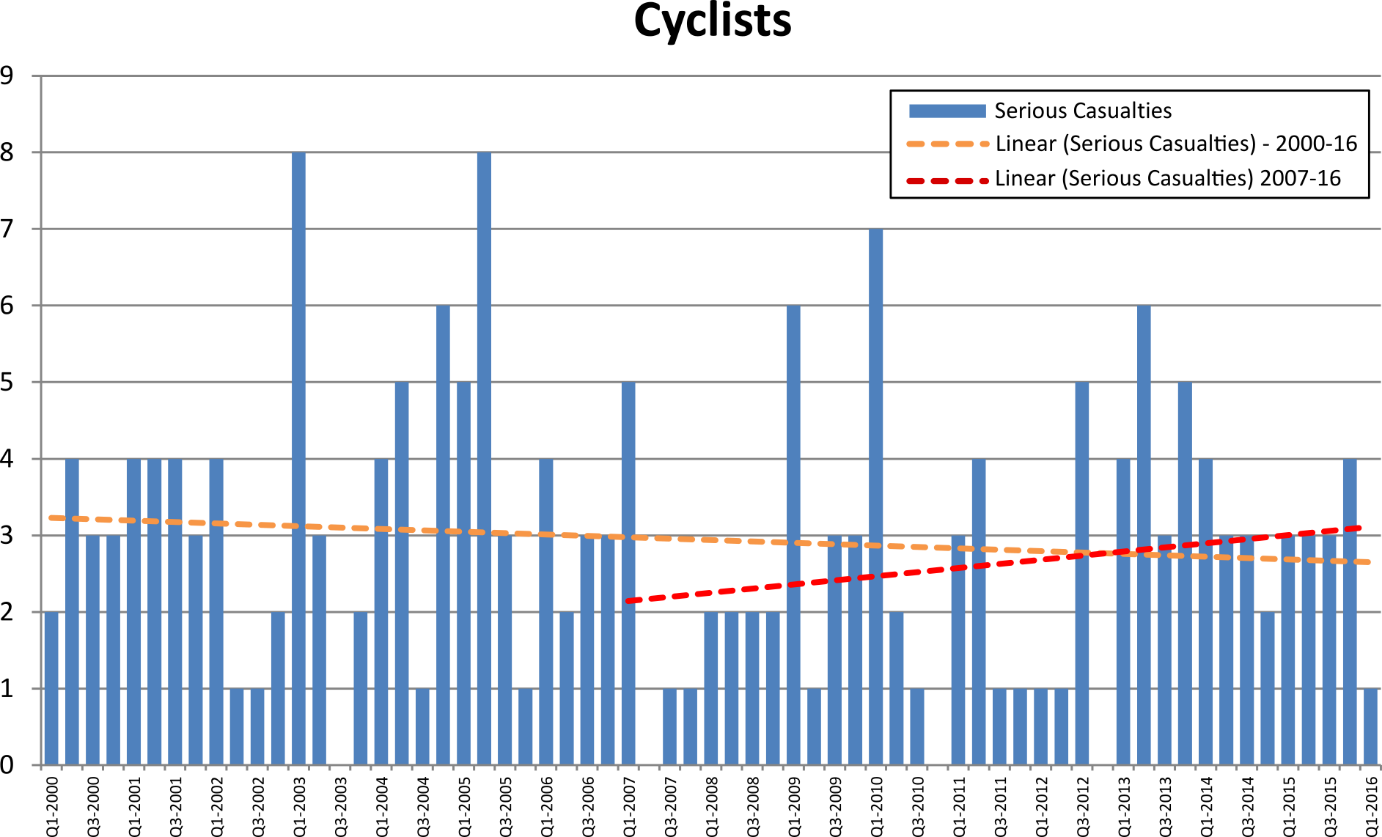 Cyclists
9
8
7
6
5
4
3
2
1
0
Serious Casualties
Linear (Serious Casualties) - 2000-16
Linear (Serious Casualties) 2007-16
Q1-2000
Q3-2000
Q1-2001
Q3-2001
Q1-2002
Q3-2002
Q1-2003
Q3-2003
Q1-2004
Q3-2004
Q1-2005
Q3-2005
Q1-2006
Q3-2006
Q1-2007
Q3-2007
Q1-2008
Q3-2008
Q1-2009
Q3-2009
Q1-2010
Q3-2010
Q1-2011
Q3-2011
Q1-2012
Q3-2012
Q1-2013
Q3-2013
Q1-2014
Q3-2014
Q1-2015
Q3-2015
Q1-2016